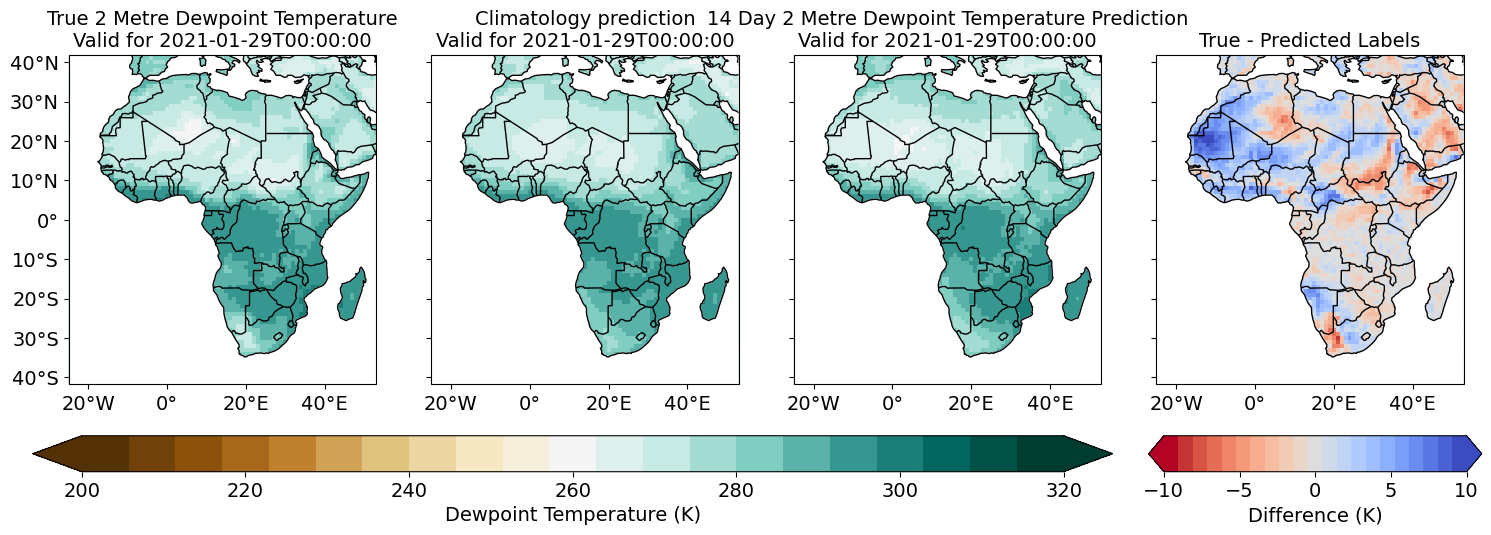 True 2 Metre Dewpoint Temperature
Valid for 2021-01-29T00:00:00
Climatology prediction  14 Day 2 Metre Dewpoint Temperature Prediction
Valid for 2021-01-29T00:00:00
Valid for 2021-01-29T00:00:00
True - Predicted Labels
40°N
30°N
20°N
10°N
0°
10°S
20°S
30°S
40°S
20°W 0° 20°E 40°E
20°W 0° 20°E 40°E
20°W 0° 20°E 40°E
20°W 0° 20°E 40°E
200 220 240 260 280 300 320
Dewpoint Temperature (K)
−10 −5 0 5 10
Difference (K)